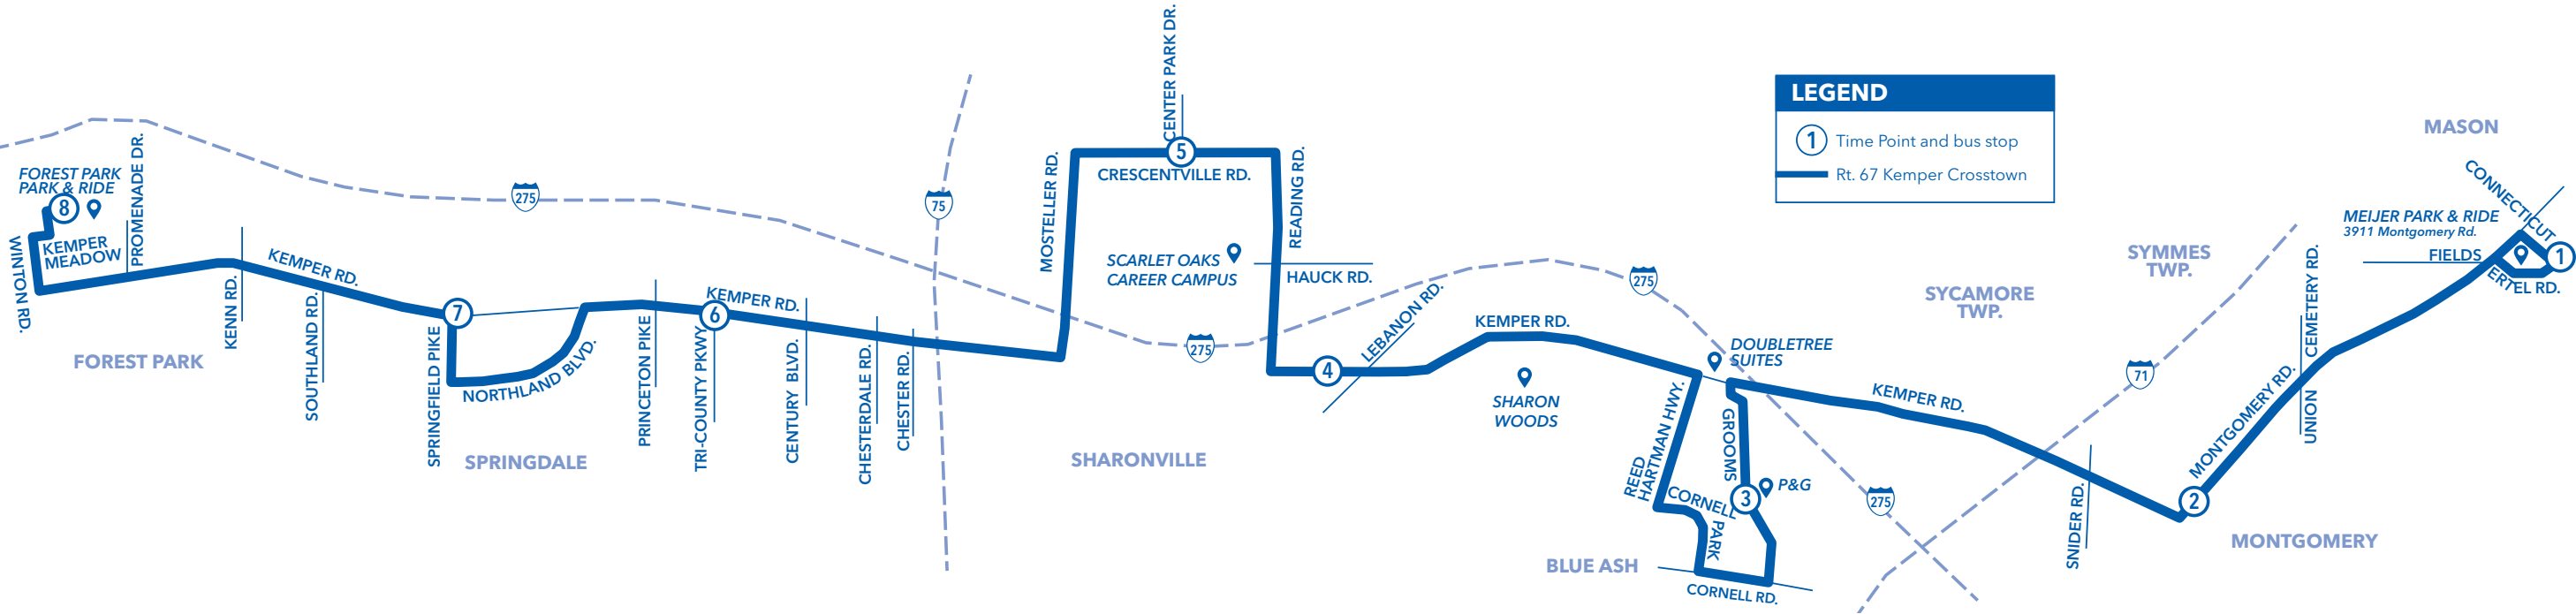 FOREST PARK
PARK & RIDE
8
WINTON RD.
KEMPER
MEADOW
PROMENADE DR.
FOREST PARK
KENN RD.
KEMPER RD.
SOUTHLAND RD.
275
7
SPRINGFIELD PIKE
NORTHLAND BLVD.
SPRINGDALE
PRINCETON PIKE
KEMPER RD.
6
TRI-COUNTY PKWY
CENTURY BLVD.
CHESTERDALE RD.
CHESTER RD.
75
MOSTELLER RD.
CENTER PARK DR.
5
CRESCENTVILLE RD.
READING RD.
SCARLET OAKS
CAREER CAMPUS
HAUCK RD.
275
SHARONVILLE
4
LEBANON RD.
KEMPER RD.
SHARON
WOODS
275
DOUBLETREE
SUITES
REED
HARTMAN HWY.
GROOMS
CORNELL
PARK
3
P&G
BLUE ASH
CORNELL RD.
LEGEND
1 Time Point and bus stop
Rt. 67 Kemper Crosstown
KEMPER RD.
275
SYCAMORE
TWP.
SYMMES
TWP.
71
SNIDER RD.
2
MONTGOMERY RD.
MONTGOMERY
UNION CEMETERY RD.
MASON
CONNECTICUT
MEIJER PARK & RIDE
3911 Montgomery Rd.
FIELDS
ERTEL RD.
1